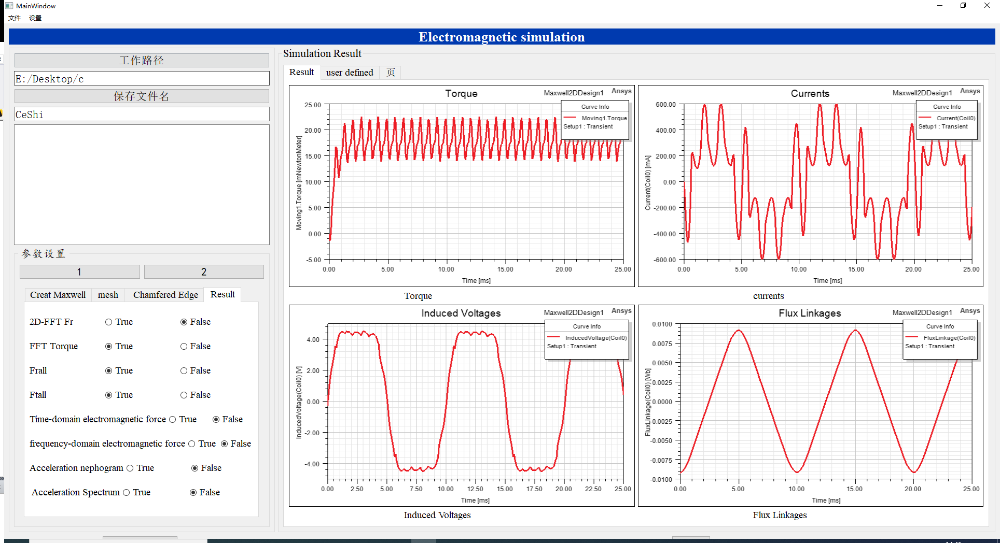 MainWindow
文件 设置
Electromagnetic simulation
工作路径
E:/Desktop/c
保存文件名
CeShi
参数设置
1 2
Creat Maxwell mesh Chamfered Edge Result
2D-FFT Fr True False
FFT Torque True False
Frall True False
Ftall True False
Time-domain electromagnetic force True False
frequency-domain electromagnetic force True False
Acceleration nephogram True False
Acceleration Spectrum True False
Simulation Result
Result user defined 页
Torque Maxwell2DDesign1 Ansys
Curve Info
Moving1.Torque
Setup1 : Transient
Moving1.Torque [mNewtonMeter]
25.00
20.00
15.00
10.00
5.00
0.00
-5.00
0.00 5.00 10.00 15.00 20.00 25.00
Time [ms]
Torque
Currents Maxwell2DDesign1 Ansys
Curve Info
Current(Coil0)
Setup1 : Transient
Current(Coil0) [mA]
600.00
400.00
200.00
0.00
-200.00
-400.00
-600.00
0.00 5.00 10.00 15.00 20.00 25.00
Time [ms]
currents
Induced Voltages Maxwell2DDesign1 Ansys
Curve Info
InducedVoltage(Coil0)
Setup1 : Transient
InducedVoltage(Coil0) [V]
4.00
2.00
0.00
-2.00
-4.00
0.00 2.50 5.00 7.50 10.00 12.50 15.00 17.50 20.00 22.50 25.00
Time [ms]
Induced Voltages
Flux Linkages Maxwell2DDesign1 Ansys
Curve Info
FluxLinkage(Coil0)
Setup1 : Transient
FluxLinkage(Coil0) [Wb]
0.0100
0.0075
0.0050
0.0025
0.0000
-0.0025
-0.0050
-0.0075
-0.0100
0.00 5.00 10.00 15.00 20.00 25.00
Time [ms]
Flux Linkages